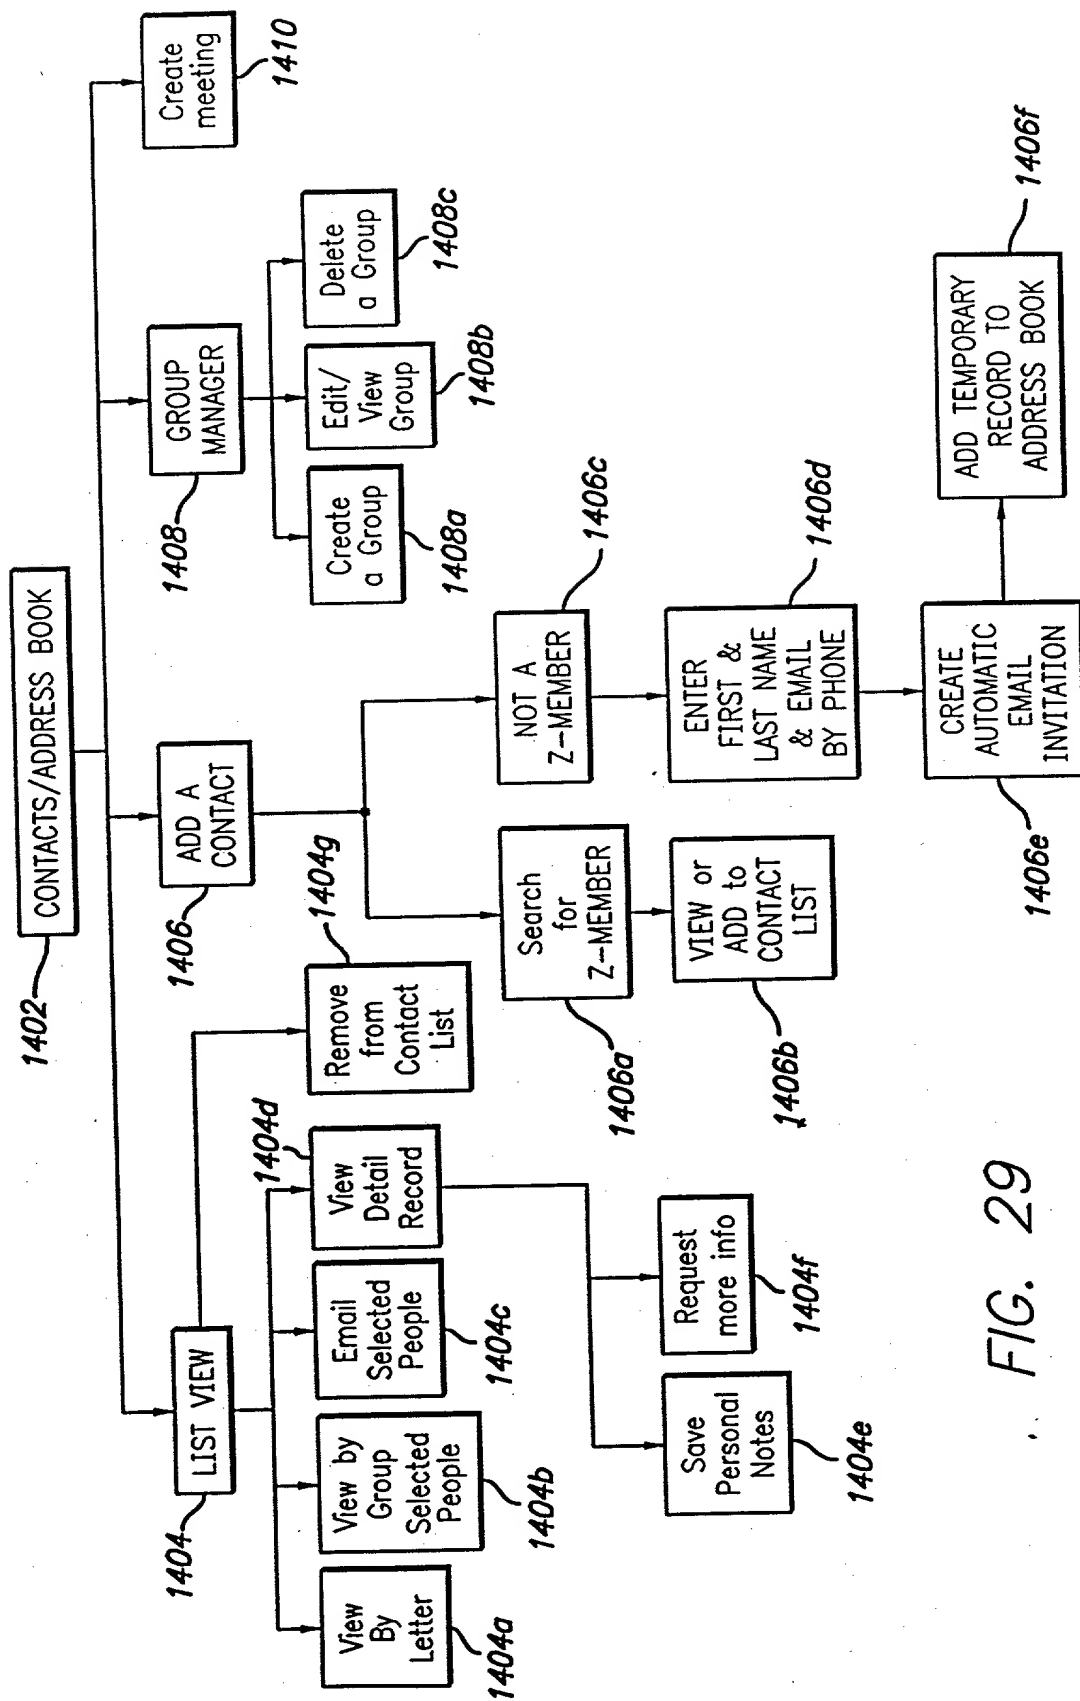 CONTACTS/ADDRESS BOOK
1402
LIST VIEW
1404
ADD A
CONTACT
1406
GROUP
MANAGER
1408
Create
meeting
1410
View
By
Letter
1404a
View by
Group
Selected
People
1404b
Email
Selected
People
1404c
View
Detail
Record
1404d
Remove
from
Contact
List
1404g
Create
a Group
1408a
Edit/
View
Group
1408b
Delete
a Group
1408c
Search
for
Z-MEMBER
1406a
NOT A
Z-MEMBER
1406c
Save
Personal
Notes
1404e
Request
more info
1404f
VIEW or
ADD to
CONTACT
LIST
1406b
ENTER
FIRST &
LAST NAME
& EMAIL
BY PHONE
1406d
CREATE
AUTOMATIC
EMAIL
INVITATION
1406e
ADD TEMPORARY
RECORD TO
ADDRESS BOOK
1406f
FIG. 29